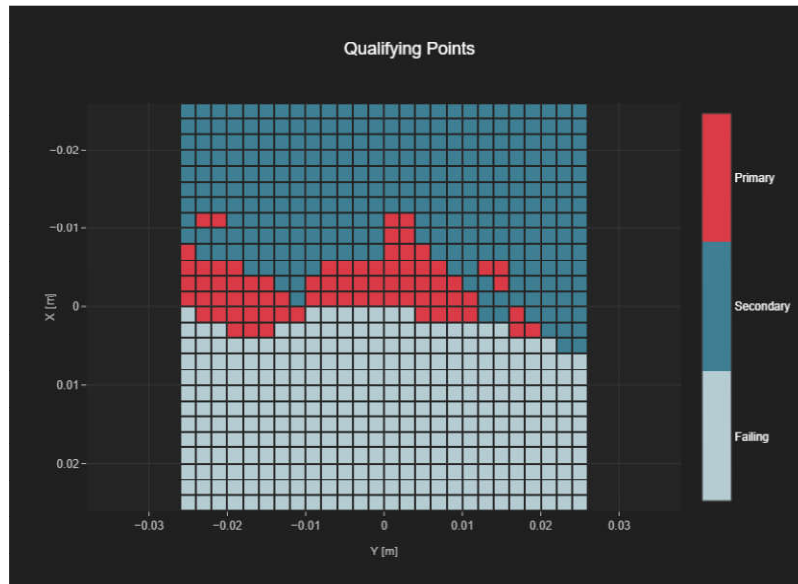 Qualifying Points
Primary
Secondary
Failing
X [m]
−0.02
−0.01
0
0.01
0.02
−0.03
−0.02
−0.01
0
0.01
0.02
0.03
Y [m]